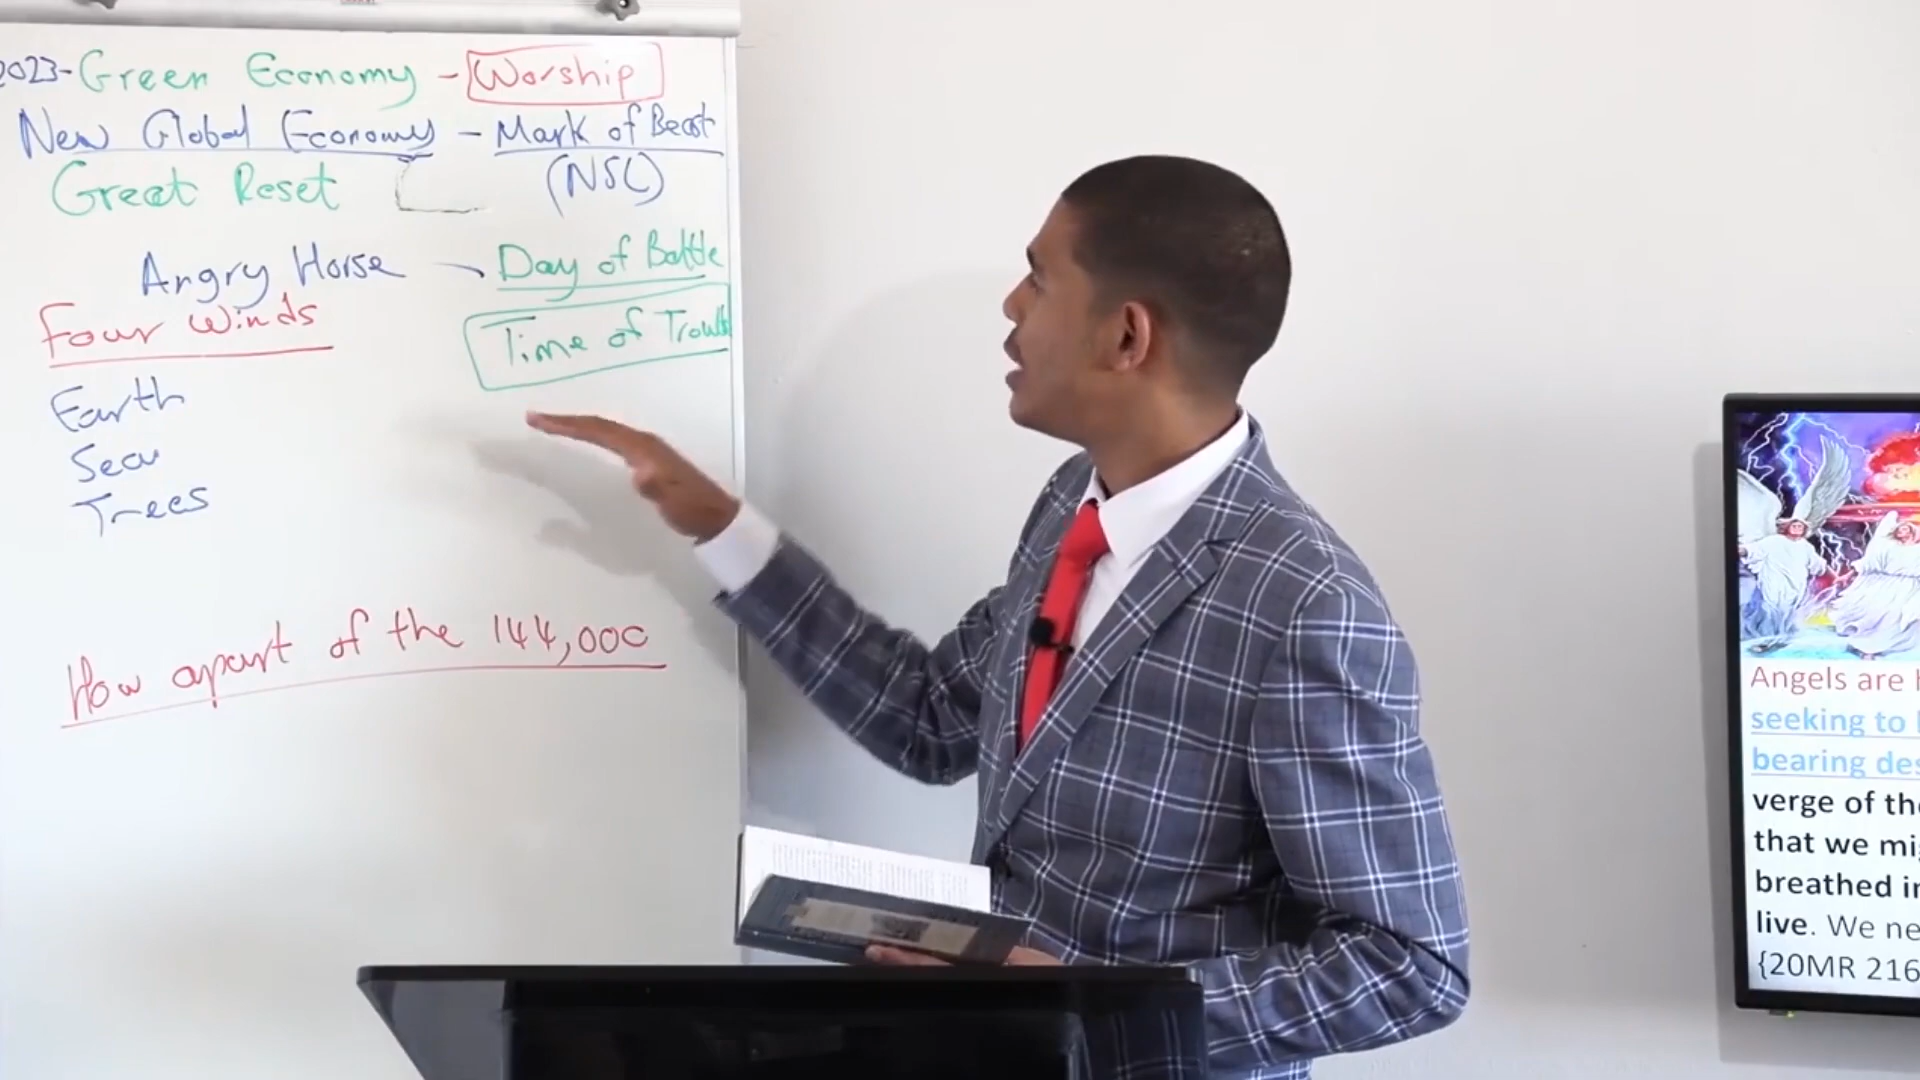 2023- Green Economy - Worship
New Global Economy - Mark of Beast
Great Reset (NSL)
Angry Horse - Day of Battle
Four Winds Time of Troub
Earth
Sea
Trees
How apart of the 144,000
Angels are h
seeking to
bearing des
verge of the
that we mi
breathed in
live. We ne
{20MR 216